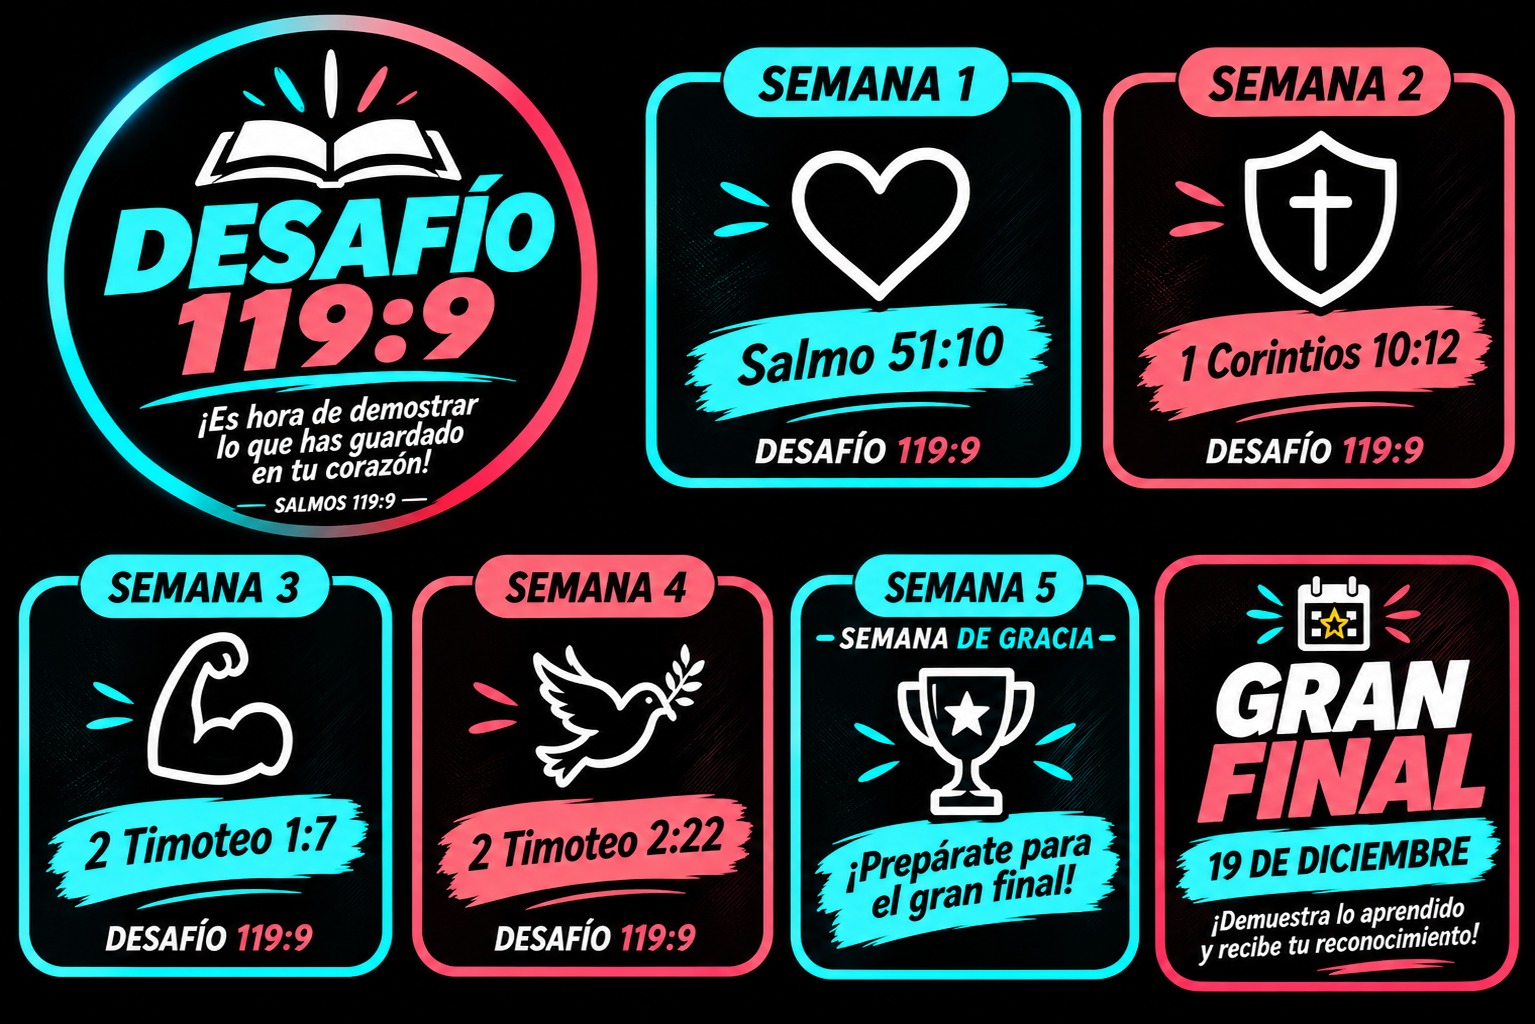 DESAFÍO
119:9
¡Es hora de demostrar
lo que has guardado
en tu corazón!
SALMOS 119:9
SEMANA 1
Salmo 51:10
DESAFÍO 119:9
SEMANA 2
1 Corintios 10:12
DESAFÍO 119:9
SEMANA 3
2 Timoteo 1:7
DESAFÍO 119:9
SEMANA 4
2 Timoteo 2:22
DESAFÍO 119:9
SEMANA 5
SEMANA DE GRACIA
¡Prepárate para
el gran final!
GRAN
FINAL
19 DE DICIEMBRE
¡Demuestra lo aprendido
y recibe tu reconocimiento!